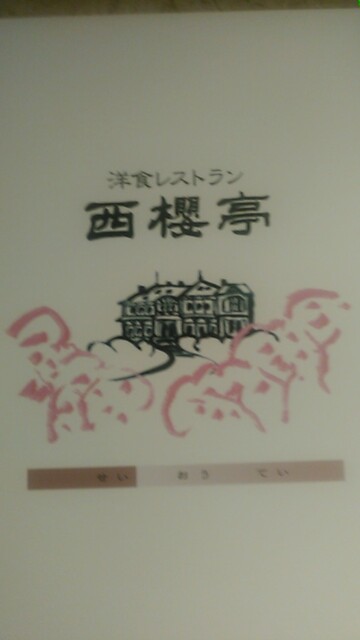 洋食レストラン
西櫻亭
せい おう てい